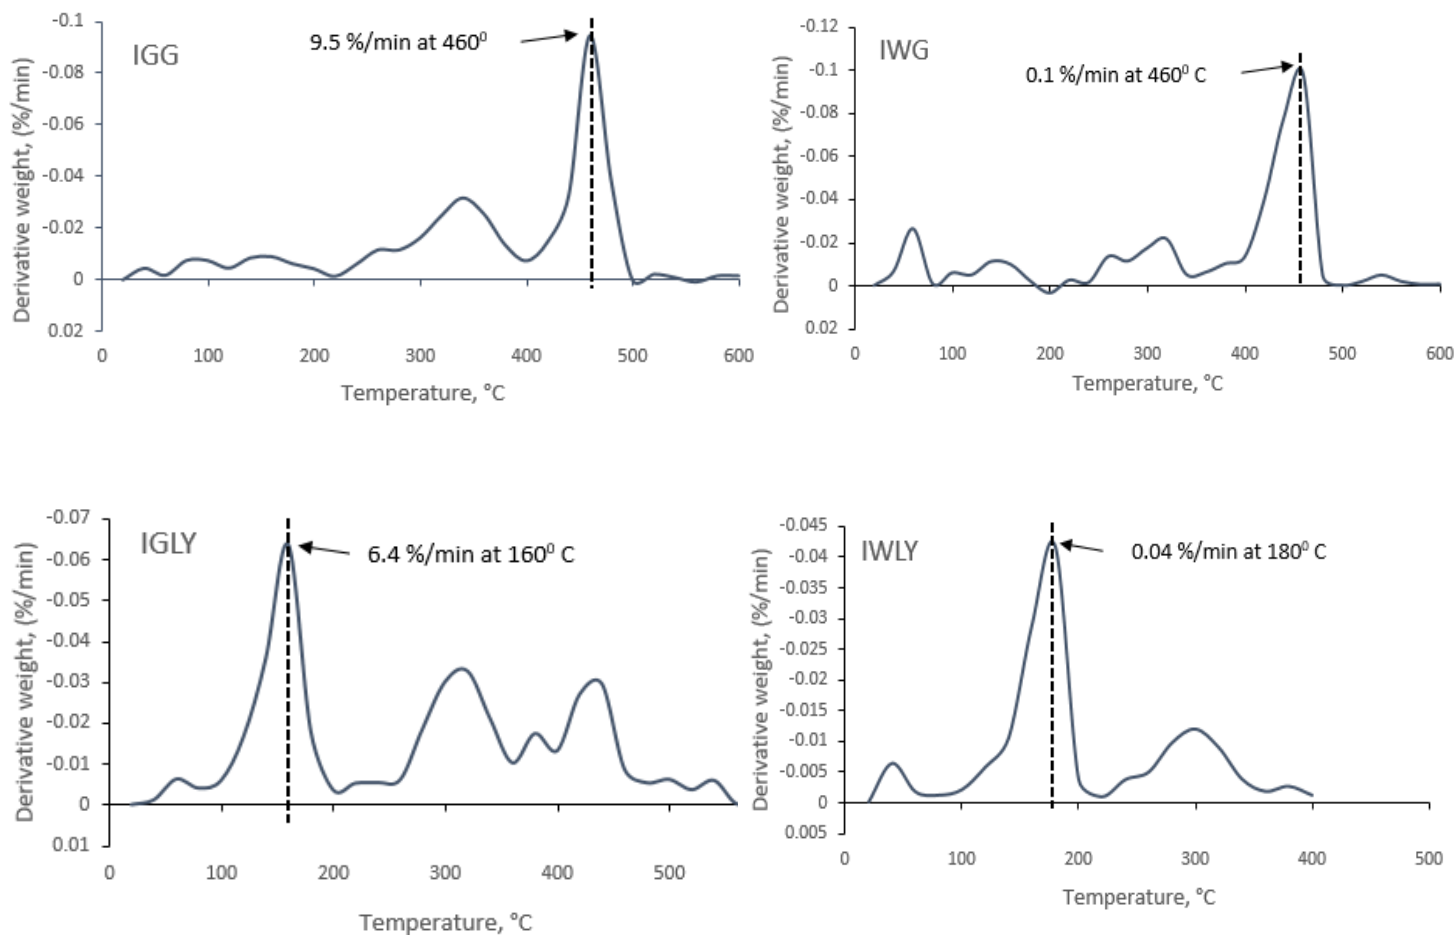 IGG
9.5 %/min at 460⁰
Derivative weight, (%/min)
-0.1
-0.08
-0.06
-0.04
-0.02
0
0.02
0 100 200 300 400 500 600
Temperature, °C
IWG
0.1 %/min at 460⁰ C
Derivative weight, (%/min)
-0.12
-0.1
-0.08
-0.06
-0.04
-0.02
0
0.02
0 100 200 300 400 500 600
Temperature, °C
IGLY
6.4 %/min at 160⁰ C
Derivative weight, (%/min)
-0.07
-0.06
-0.05
-0.04
-0.03
-0.02
-0.01
0
0.01
0 100 200 300 400 500
Temperature, °C
IWLY
0.04 %/min at 180⁰ C
Derivative weight, (%/min)
-0.045
-0.04
-0.035
-0.03
-0.025
-0.02
-0.015
-0.01
-0.005
0
0.005
0 100 200 300 400 500
Temperature, °C